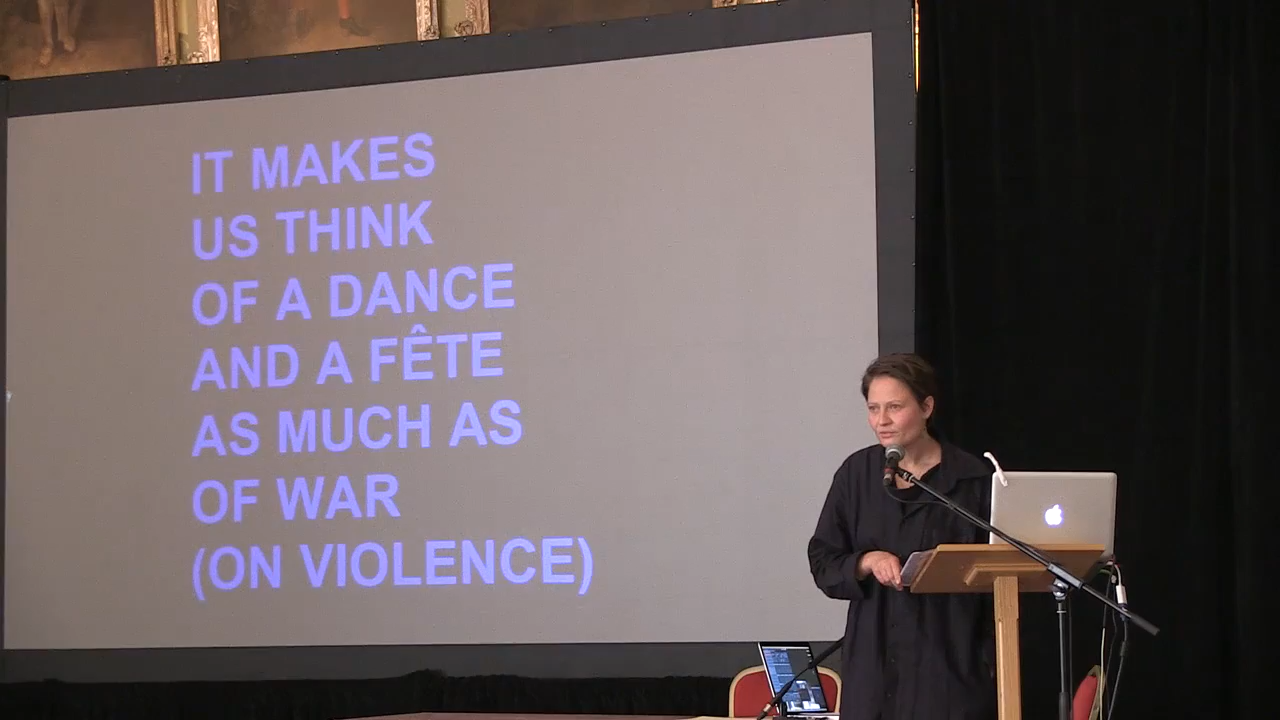 IT MAKES
US THINK
OF A DANCE
AND A FÊTE
AS MUCH AS
OF WAR
(ON VIOLENCE)